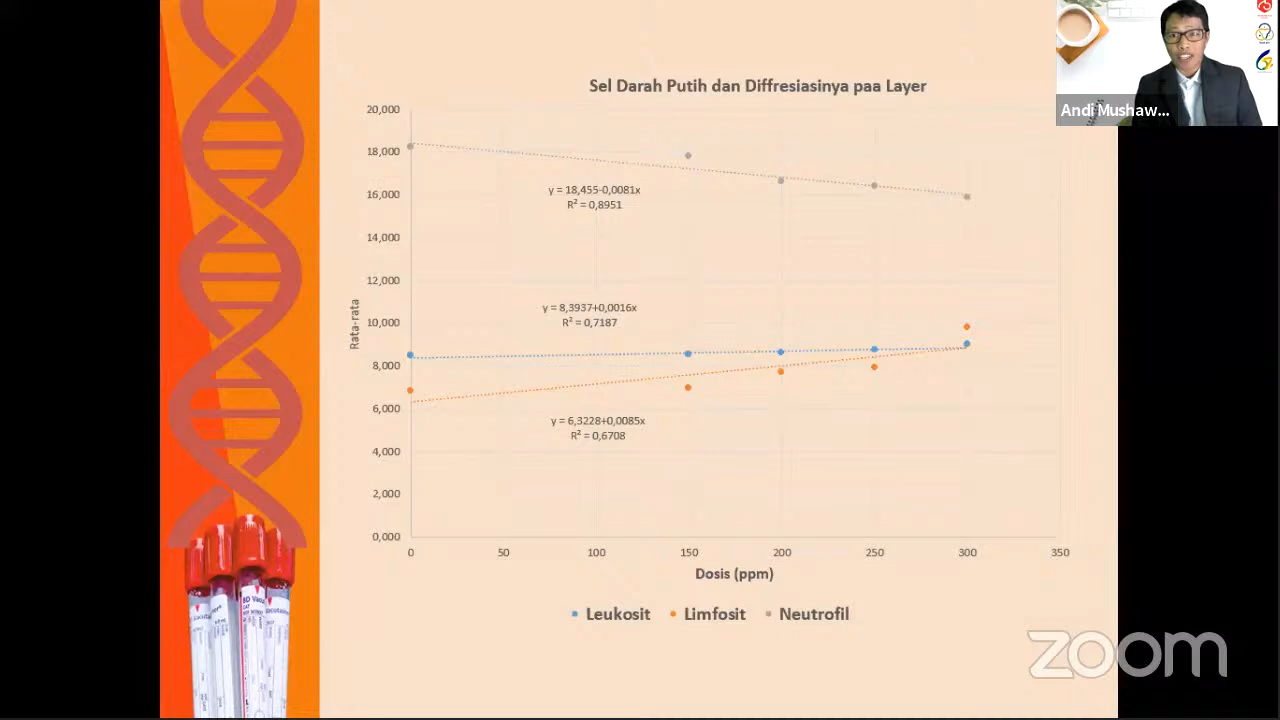 Sel Darah Putih dan Diffresiasinya paa Layer
Andi Mushaw...
20,000
18,000
16,000
14,000
12,000
10,000
8,000
6,000
4,000
2,000
0,000
Rata-rata
y = 18,455-0,0081x
R² = 0,8951
y = 8,3937+0,0016x
R² = 0,7187
y = 6,3228+0,0085x
R² = 0,6708
0 50 100 150 200 250 300 350
Dosis (ppm)
Leukosit Limfosit Neutrofil
zoom